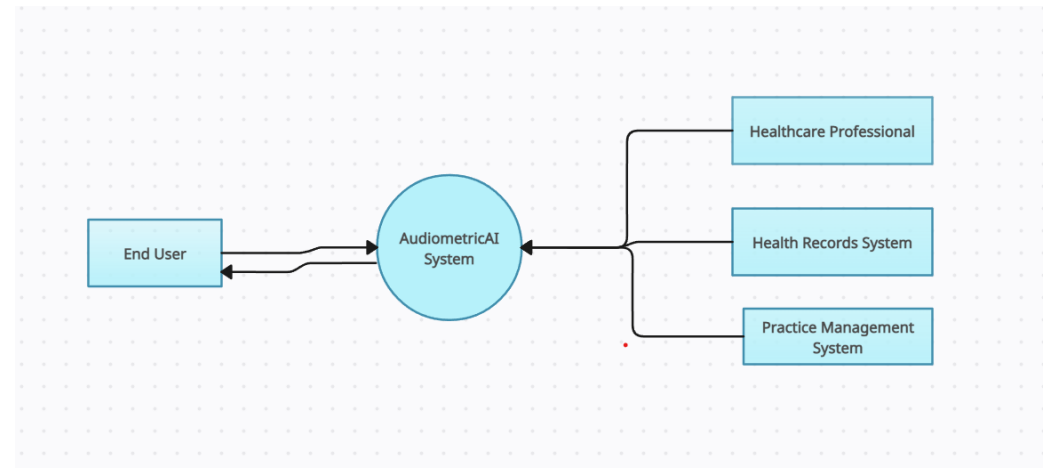 Healthcare Professional
End User
AudiometricAI
System
Health Records System
Practice Management
System